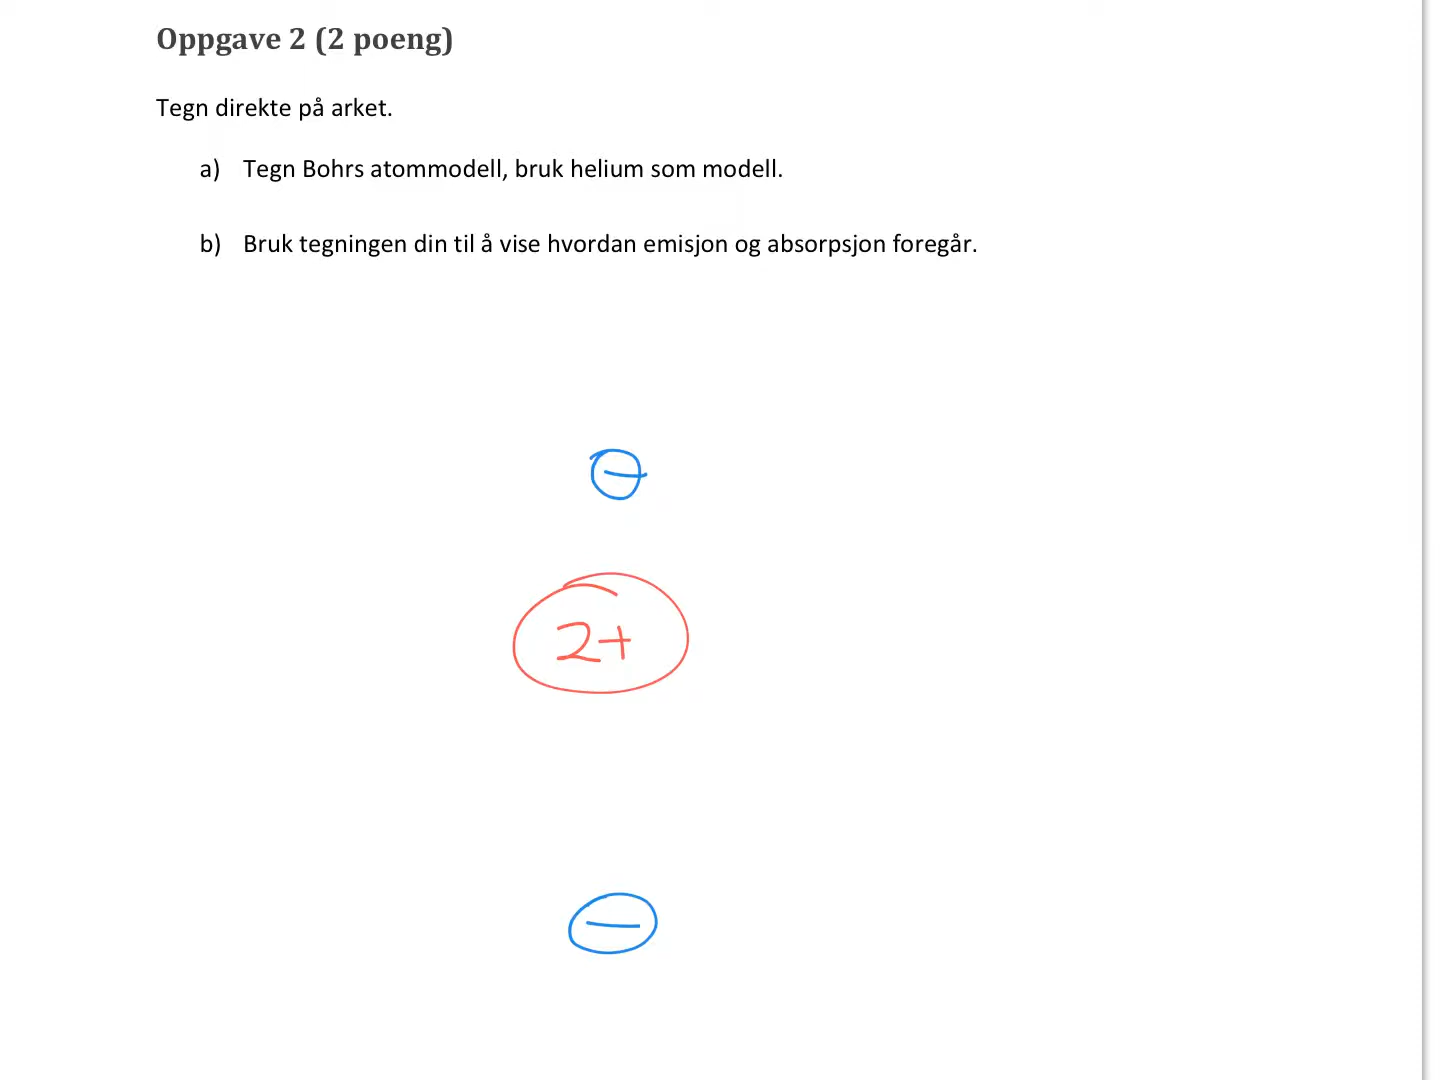 Oppgave 2 (2 poeng)
Tegn direkte på arket.
a) Tegn Bohrs atommodell, bruk helium som modell.
b) Bruk tegningen din til å vise hvordan emisjon og absorpsjon foregår.
−
2+
−